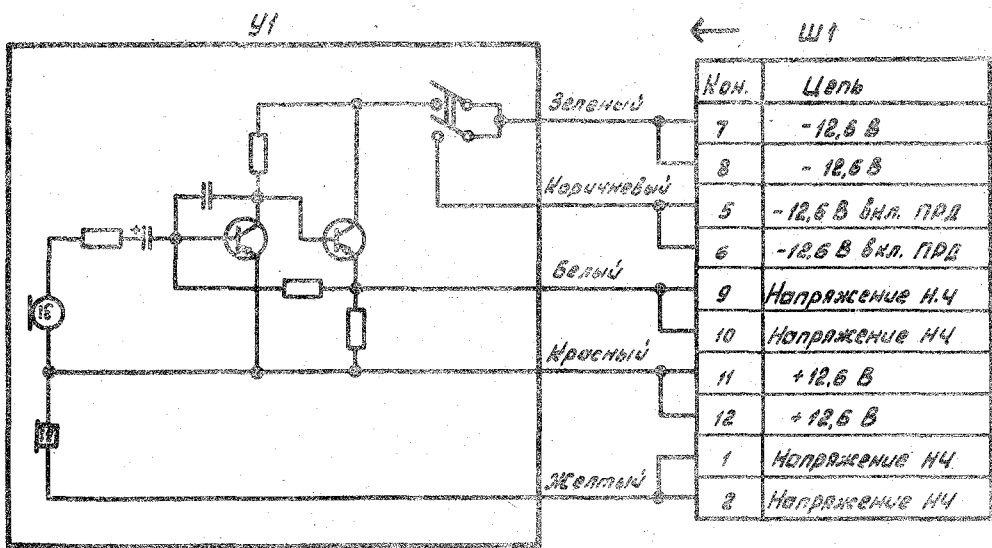 У1
Ш1
Кон. Цепь
Зеленый
7 -12,6 В
8 - 12,6 В
Коричневый
5 -12,6 В вкл. ПРД
6 -12,6 В вкл. ПРД
Белый
9 Напряжение Н.Ч
10 Напряжение НЧ
Красный
11 +12,6 В
12 +12,6 В
1 Напряжение НЧ.
Желтый
2 Напряжение НЧ